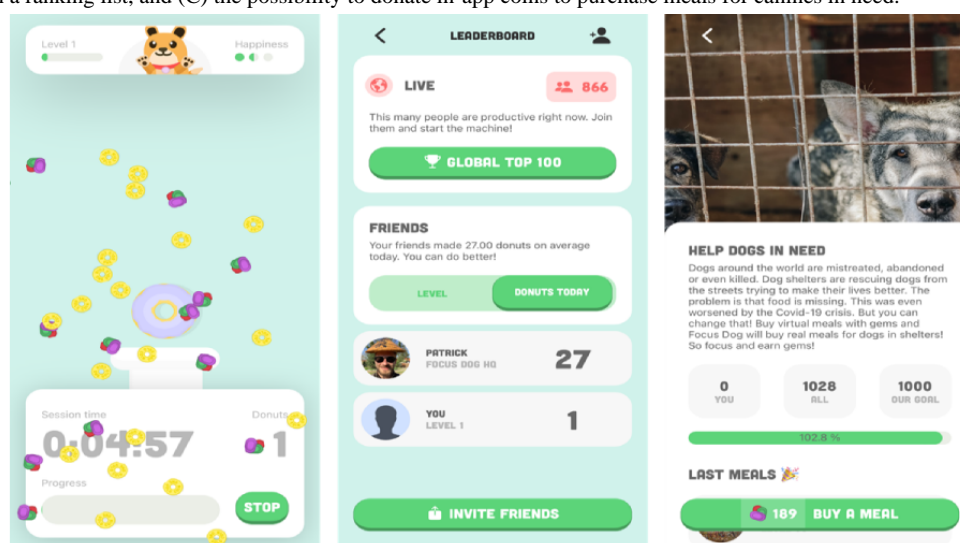 a ranking list, and (C) the possibility to donate in-app coins to purchase meals for canines in need.
Level 1
Happiness
Session time
Donuts
0:04:57
1
Progress
STOP
LEADERBOARD
LIVE
866
This many people are productive right now. Join
them and start the machine!
GLOBAL TOP 100
FRIENDS
Your friends made 27.00 donuts on average
today. You can do better!
LEVEL
DONUTS TODAY
PATRICK
FOCUS DOG HQ
27
YOU
LEVEL 1
1
INVITE FRIENDS
HELP DOGS IN NEED
Dogs around the world are mistreated, abandoned
or even killed. Dog shelters are rescuing dogs from
the streets trying to make their lives better. The
problem is that food is missing. This was even
worsened by the Covid-19 crisis. But you can
change that! Buy virtual meals with gems and
Focus Dog will buy real meals for dogs in shelters!
So focus and earn gems!
0
YOU
1028
ALL
1000
OUR GOAL
102.8 %
LAST MEALS
189 BUY A MEAL